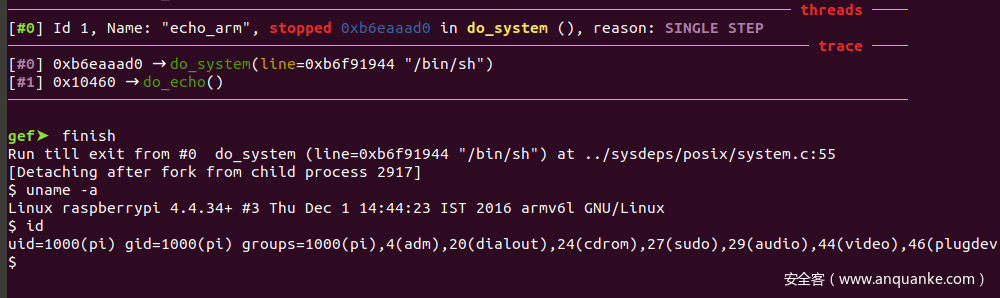 threads
[#0] Id 1, Name: "echo_arm", stopped 0xb6eaaad0 in do_system (), reason: SINGLE STEP
trace
[#0] 0xb6eaaad0 → do_system(line=0xb6f91944 "/bin/sh")
[#1] 0x10460 → do_echo()
gef➤ finish
Run till exit from #0  do_system (line=0xb6f91944 "/bin/sh") at ../sysdeps/posix/system.c:55
[Detaching after fork from child process 2917]
$ uname -a
Linux raspberrypi 4.4.34+ #3 Thu Dec 1 14:44:23 IST 2016 armv6l GNU/Linux
$ id
uid=1000(pi) gid=1000(pi) groups=1000(pi),4(adm),20(dialout),24(cdrom),27(sudo),29(audio),44(video),46(plugdev
$
安全客（www.anquanke.com）